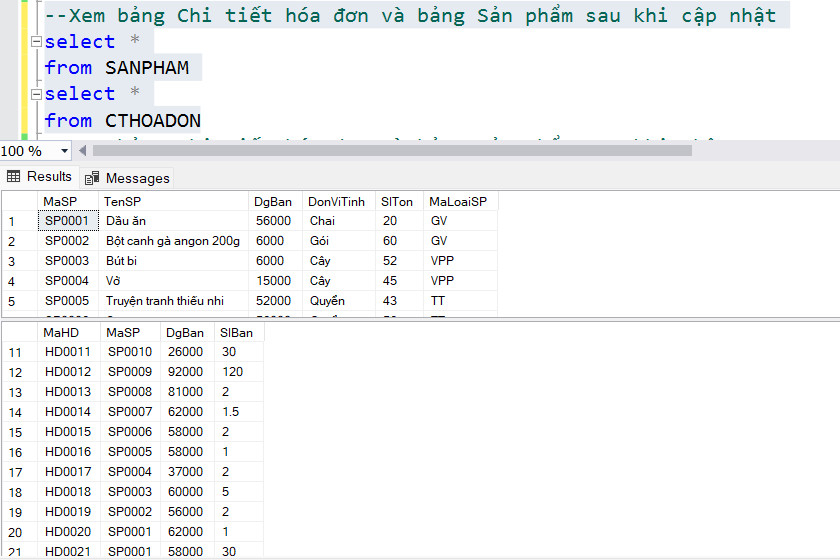 --Xem bảng Chi tiết hóa đơn và bảng Sản phẩm sau khi cập nhật
select *
from SANPHAM
select *
from CTHOADON
100 %
Results Messages
MaSP TenSP DgBan DonViTinh SlTon MaLoaiSP
1 SP0001 Dầu ăn 56000 Chai 20 GV
2 SP0002 Bột canh gà angon 200g 6000 Gói 60 GV
3 SP0003 Bút bi 6000 Cây 52 VPP
4 SP0004 Vở 15000 Cây 45 VPP
5 SP0005 Truyện tranh thiếu nhi 52000 Quyển 43 TT
MaHD MaSP DgBan SlBan
11 HD0011 SP0010 26000 30
12 HD0012 SP0009 92000 120
13 HD0013 SP0008 81000 2
14 HD0014 SP0007 62000 1.5
15 HD0015 SP0006 58000 2
16 HD0016 SP0005 58000 1
17 HD0017 SP0004 37000 2
18 HD0018 SP0003 60000 5
19 HD0019 SP0002 56000 2
20 HD0020 SP0001 62000 1
21 HD0021 SP0001 58000 30